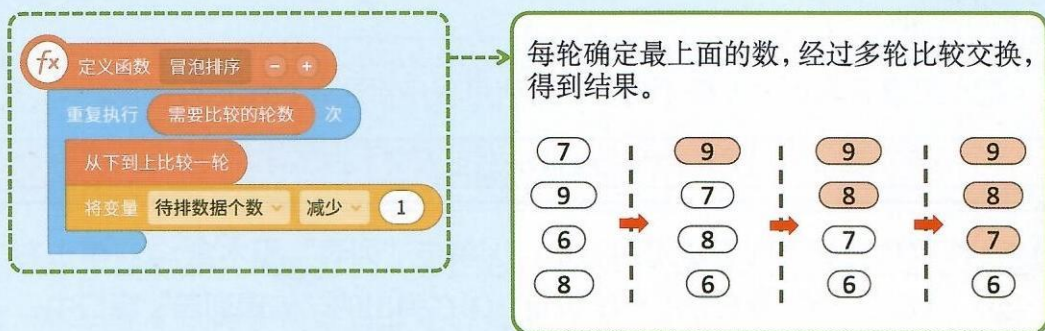 fx 定义函数 冒泡排序 - +
重复执行 需要比较的轮数 次
从下到上比较一轮
将变量 待排数据个数 减少 1
每轮确定最上面的数，经过多轮比较交换，
得到结果。
7 9 9 9
9 7 8 8
6 8 7 7
8 6 6 6